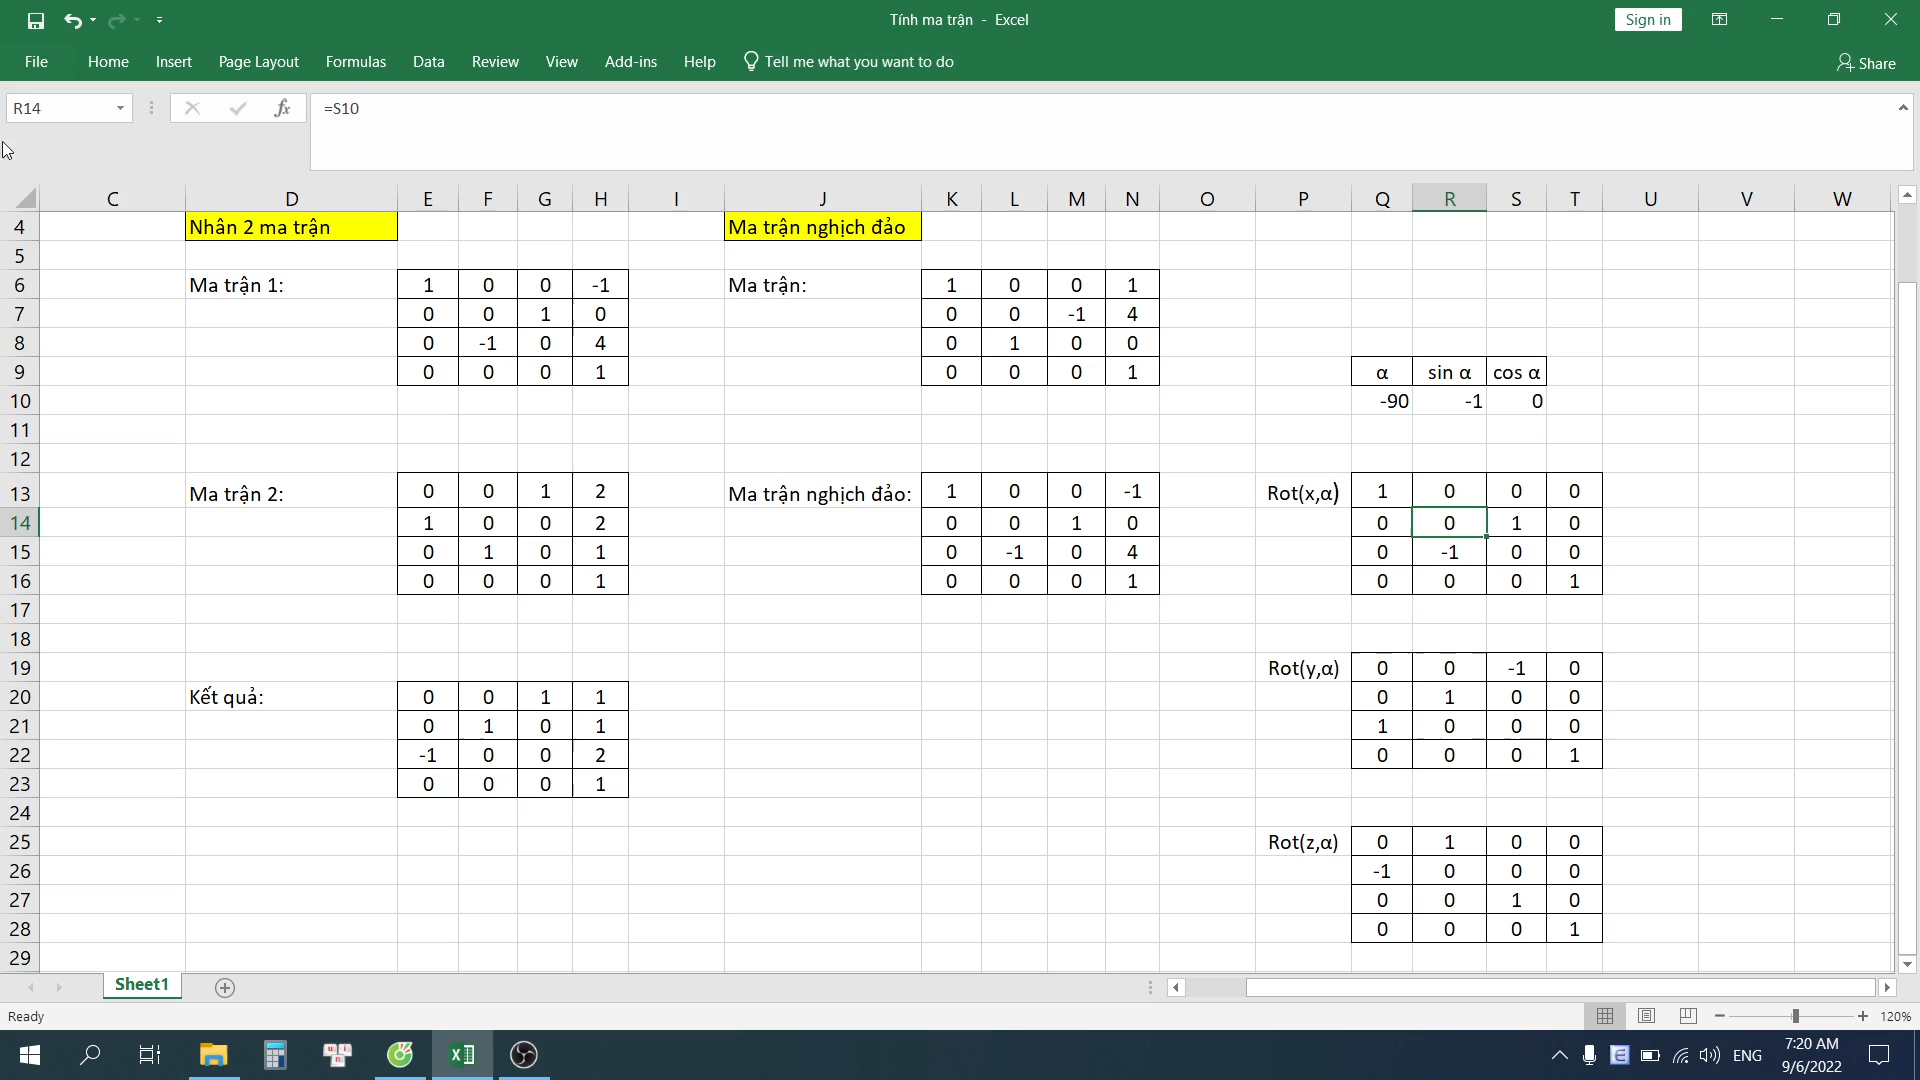 Tính ma trận - Excel
Sign in
File Home Insert Page Layout Formulas Data Review View Add-ins Help Tell me what you want to do
Share
R14
fx
=S10
C D E F G H I J K L M N O P Q R S T U V W
4 Nhân 2 ma trận Ma trận nghịch đảo
5
6 Ma trận 1: 1 0 0 -1 Ma trận: 1 0 0 1
7 0 0 1 0 0 0 -1 4
8 0 -1 0 4 0 1 0 0
9 0 0 0 1 0 0 0 1 α sin α cos α
10 -90 -1 0
11
12
13 Ma trận 2: 0 0 1 2 Ma trận nghịch đảo: 1 0 0 -1 Rot(x,α) 1 0 0 0
14 1 0 0 2 0 0 1 0 0 0 1 0
15 0 1 0 1 0 -1 0 4 0 -1 0 0
16 0 0 0 1 0 0 0 1 0 0 0 1
17
18
19 Rot(y,α) 0 0 -1 0
20 Kết quả: 0 0 1 1 0 1 0 0
21 0 1 0 1 1 0 0 0
22 -1 0 0 2 0 0 0 1
23 0 0 0 1
24
25 Rot(z,α) 0 1 0 0
26 -1 0 0 0
27 0 0 1 0
28 0 0 0 1
29
Sheet1
Ready
120%
ENG
7:20 AM
9/6/2022